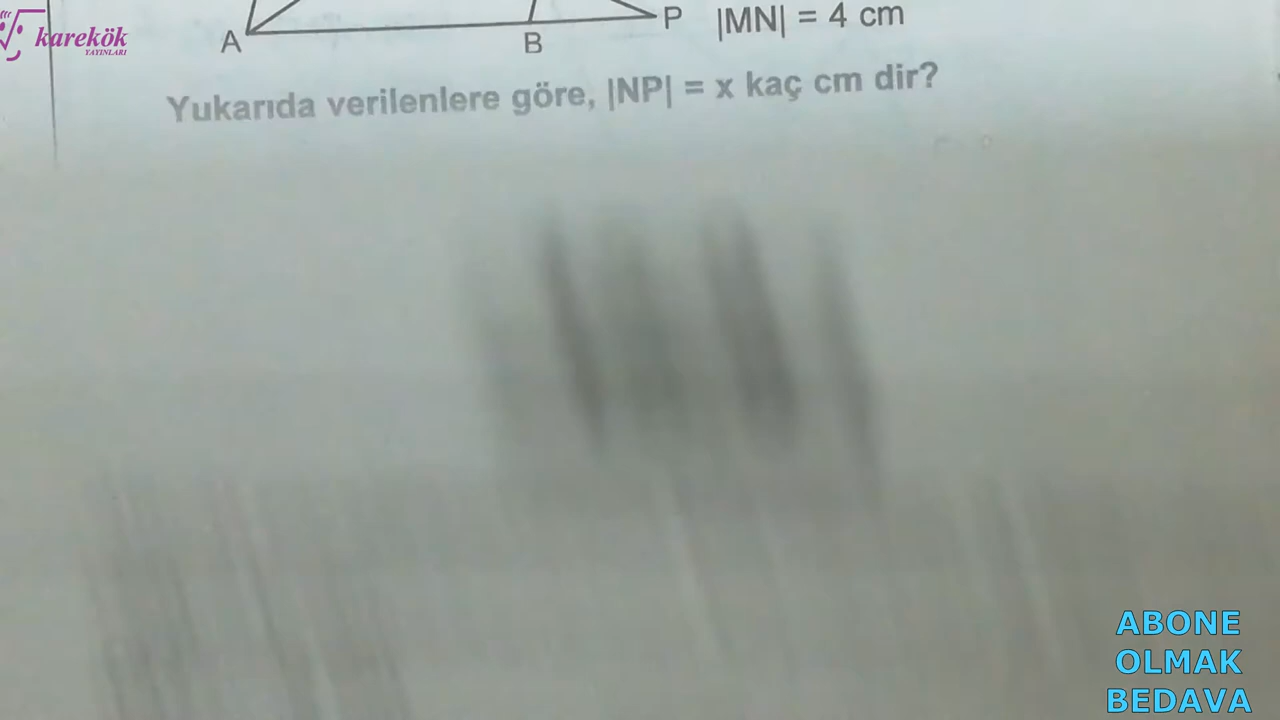 karekök
YAYINLARI
A
B
P
|MN| = 4 cm
Yukarıda verilenlere göre, |NP| = x kaç cm dir?
ABONE
OLMAK
BEDAVA